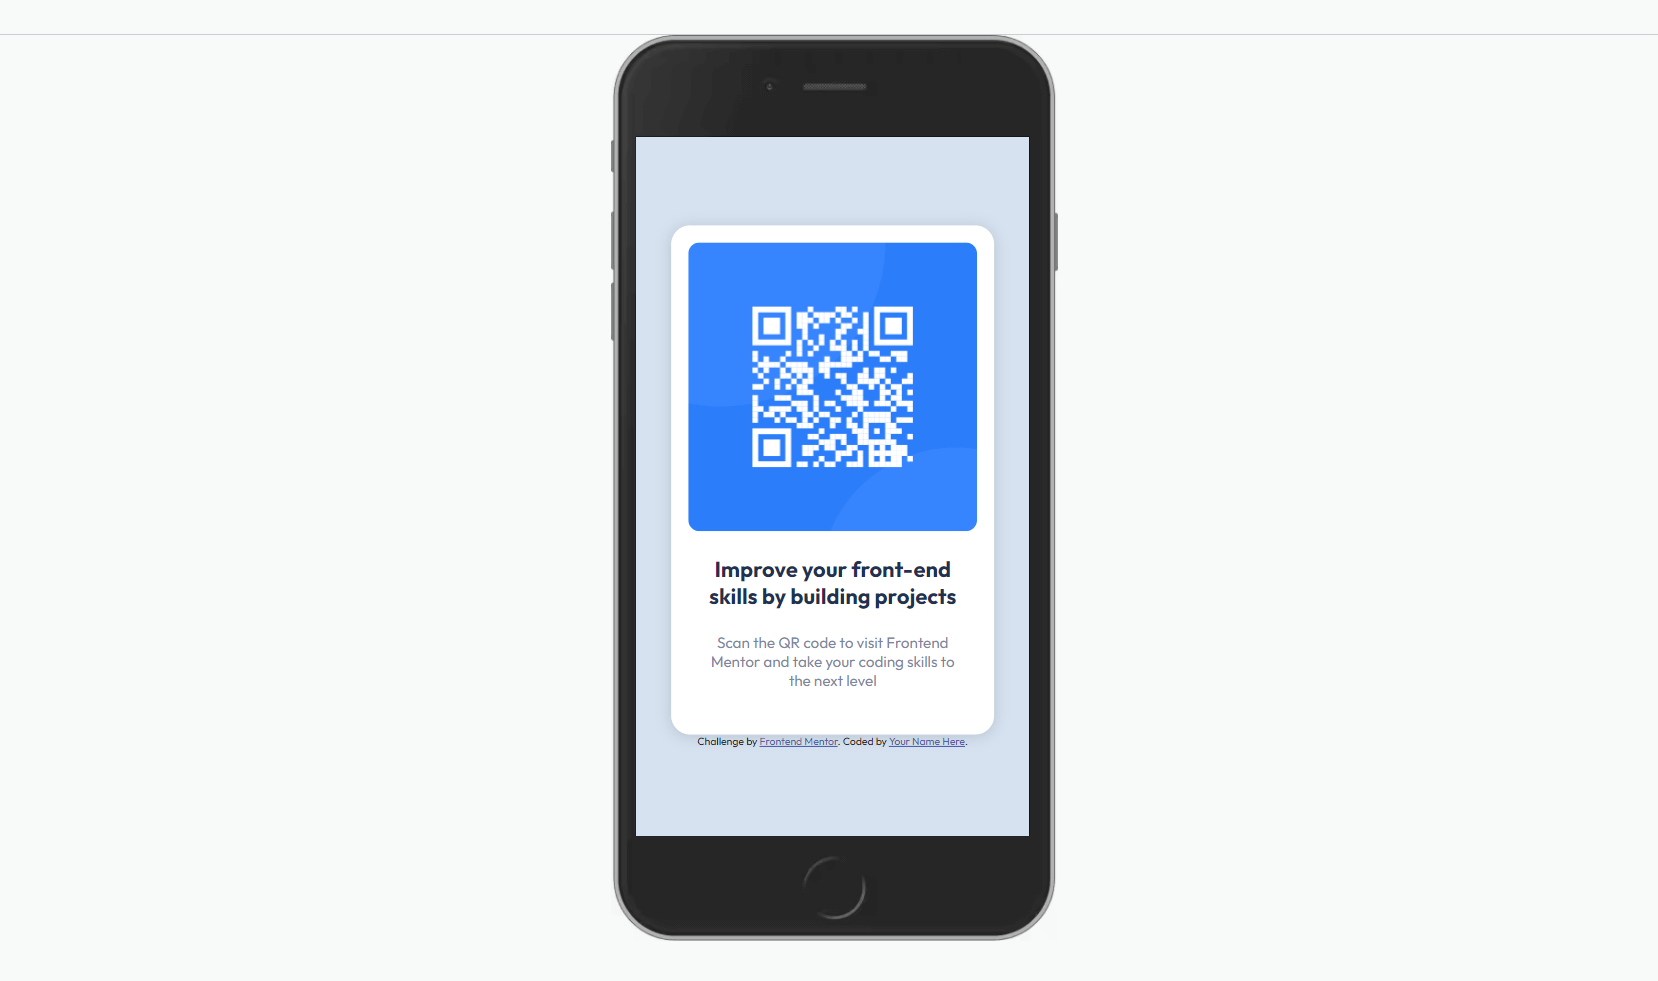 Improve your front-end
skills by building projects
Scan the QR code to visit Frontend
Mentor and take your coding skills to
the next level
Challenge by Frontend Mentor. Coded by Your Name Here.